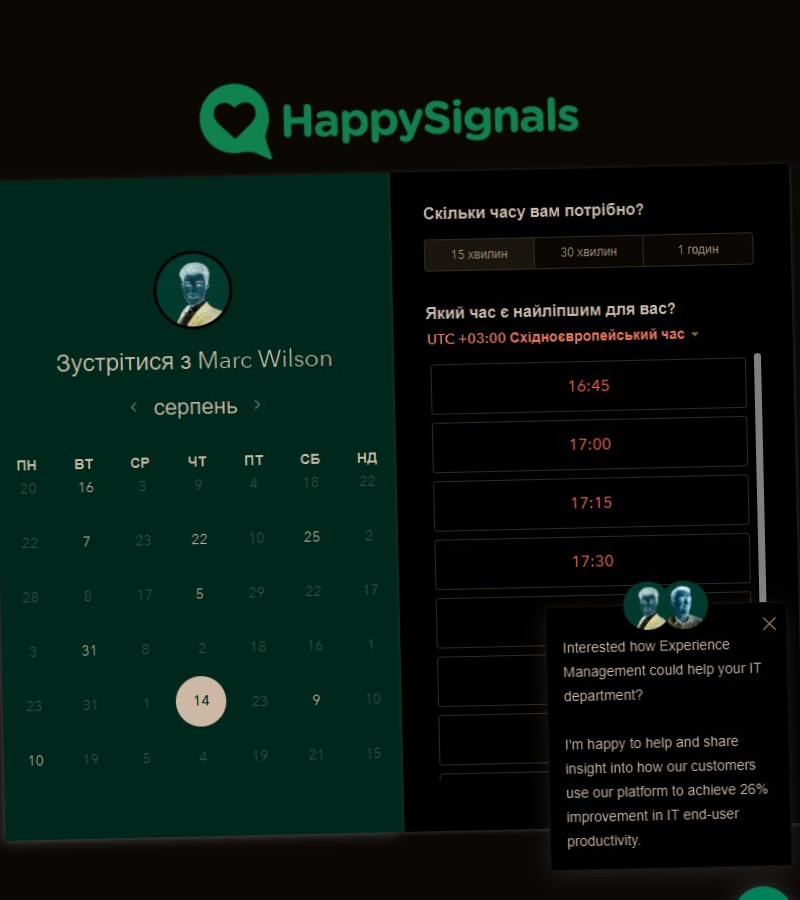 HappySignals
Зустрітися з Marc Wilson
серпень
ПН ВТ СР ЧТ ПТ СБ НД
20 16 3 9 4 18 22
22 7 23 22 10 25 2
28 8 17 5 29 22 17
3 31 8 2 18 16 1
23 31 1 14 23 9 10
10 19 5 4 19 21 15
Скільки часу вам потрібно?
15 хвилин 30 хвилин 1 годин
Який час є найліпшим для вас?
UTC +03:00 Східноєвропейський час
16:45
17:00
17:15
17:30
Interested how Experience
Management could help your IT
department?
I'm happy to help and share
insight into how our customers
use our platform to achieve 26%
improvement in IT end-user
productivity.